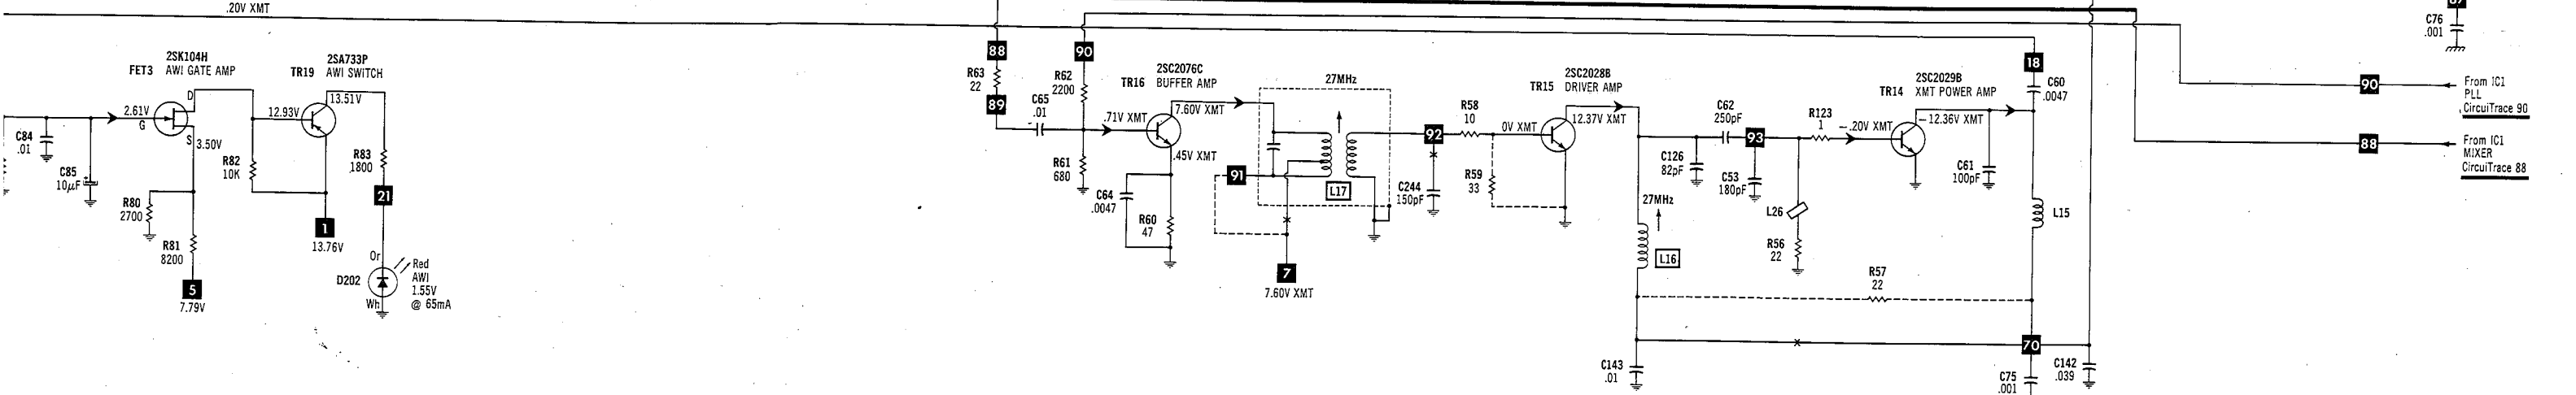 .20V XMT
2SK104H
FET3 AWI GATE AMP
2SA733P
TR19 AWI SWITCH
2.61V
D
G
S
3.50V
12.93V
13.51V
C84
.01
C85
10µF
R82
10K
R83
1800
R80
2700
R81
8200
5
7.79V
1
13.76V
21
Or
D202
Wh
Red
AWI
1.55V
@ 65mA
88
R63
22
89
90
R62
2200
C65
.01
R61
680
2SC2076C
TR16 BUFFER AMP
.71V XMT
7.60V XMT
.45V XMT
C64
.0047
R60
47
27MHz
91
L17
7
7.60V XMT
92
C244
150pF
R58
10
R59
33
2SC2028B
TR15 DRIVER AMP
0V XMT
12.37V XMT
27MHz
L16
C126
82pF
C62
250pF
93
C53
180pF
L26
R56
22
R123
1
2SC2029B
TR14 XMT POWER AMP
-.20V XMT
12.36V XMT
C61
100pF
18
C60
.0047
L15
R57
22
C143
.01
70
C75
.001
C142
.039
C76
.001
90
From IC1
PLL
CircuiTrace 90
88
From IC1
MIXER
CircuiTrace 88